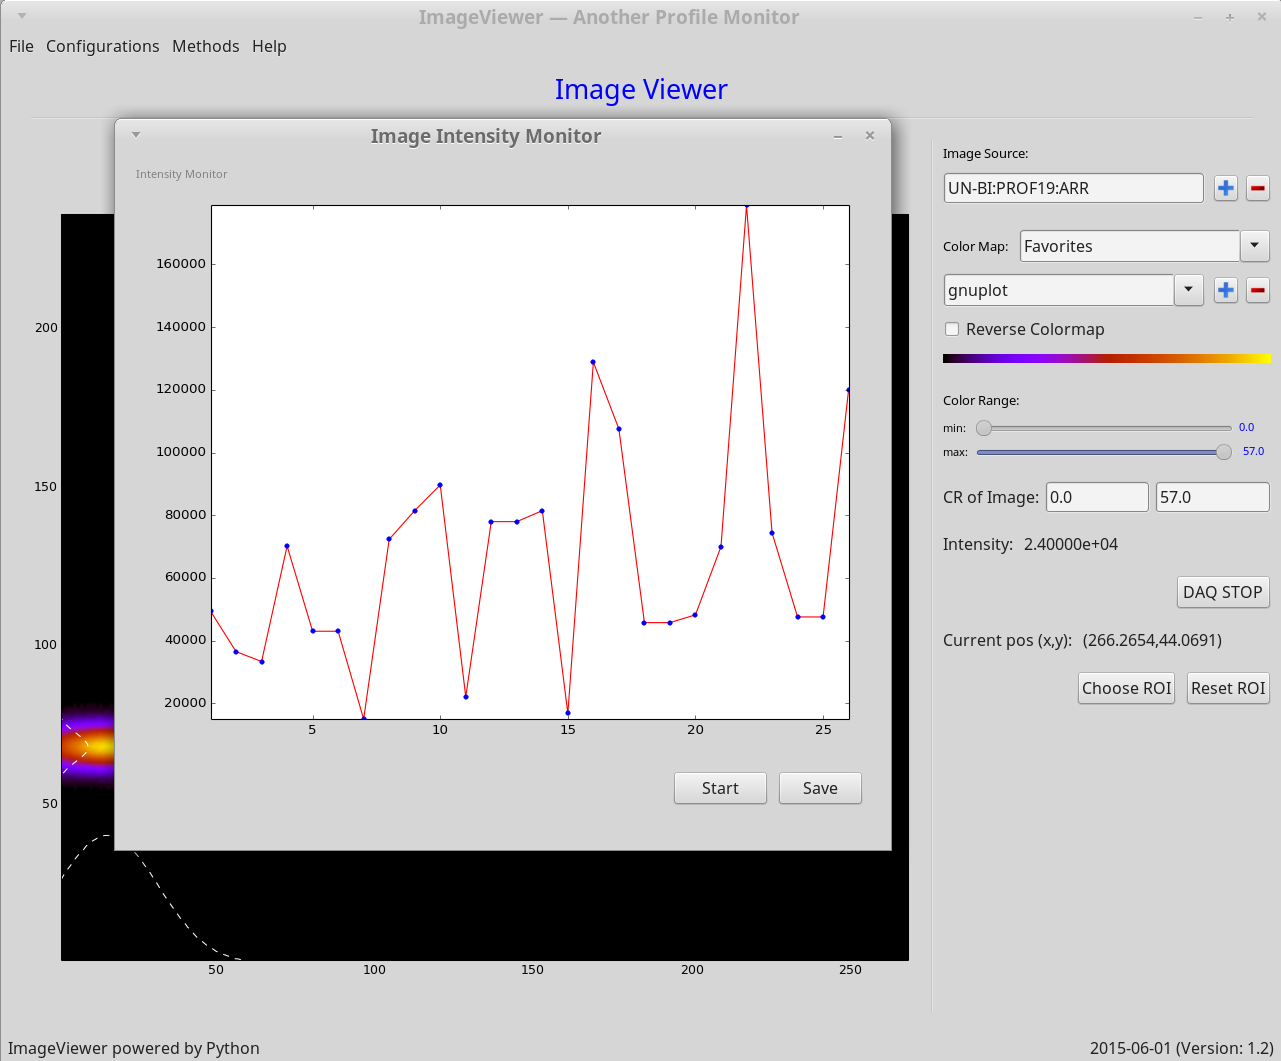 ImageViewer — Another Profile Monitor
File Configurations Methods Help
Image Viewer
Image Intensity Monitor
Intensity Monitor
160000
140000
120000
100000
80000
60000
40000
20000
5 10 15 20 25
Start Save
200
150
100
50
50 100 150 200 250
Image Source:
UN-BI:PROF19:ARR
Color Map: Favorites
gnuplot
Reverse Colormap
Color Range:
min: 0.0
max: 57.0
CR of Image: 0.0 57.0
Intensity: 2.40000e+04
DAQ STOP
Current pos (x,y): (266.2654,44.0691)
Choose ROI Reset ROI
ImageViewer powered by Python
2015-06-01 (Version: 1.2)